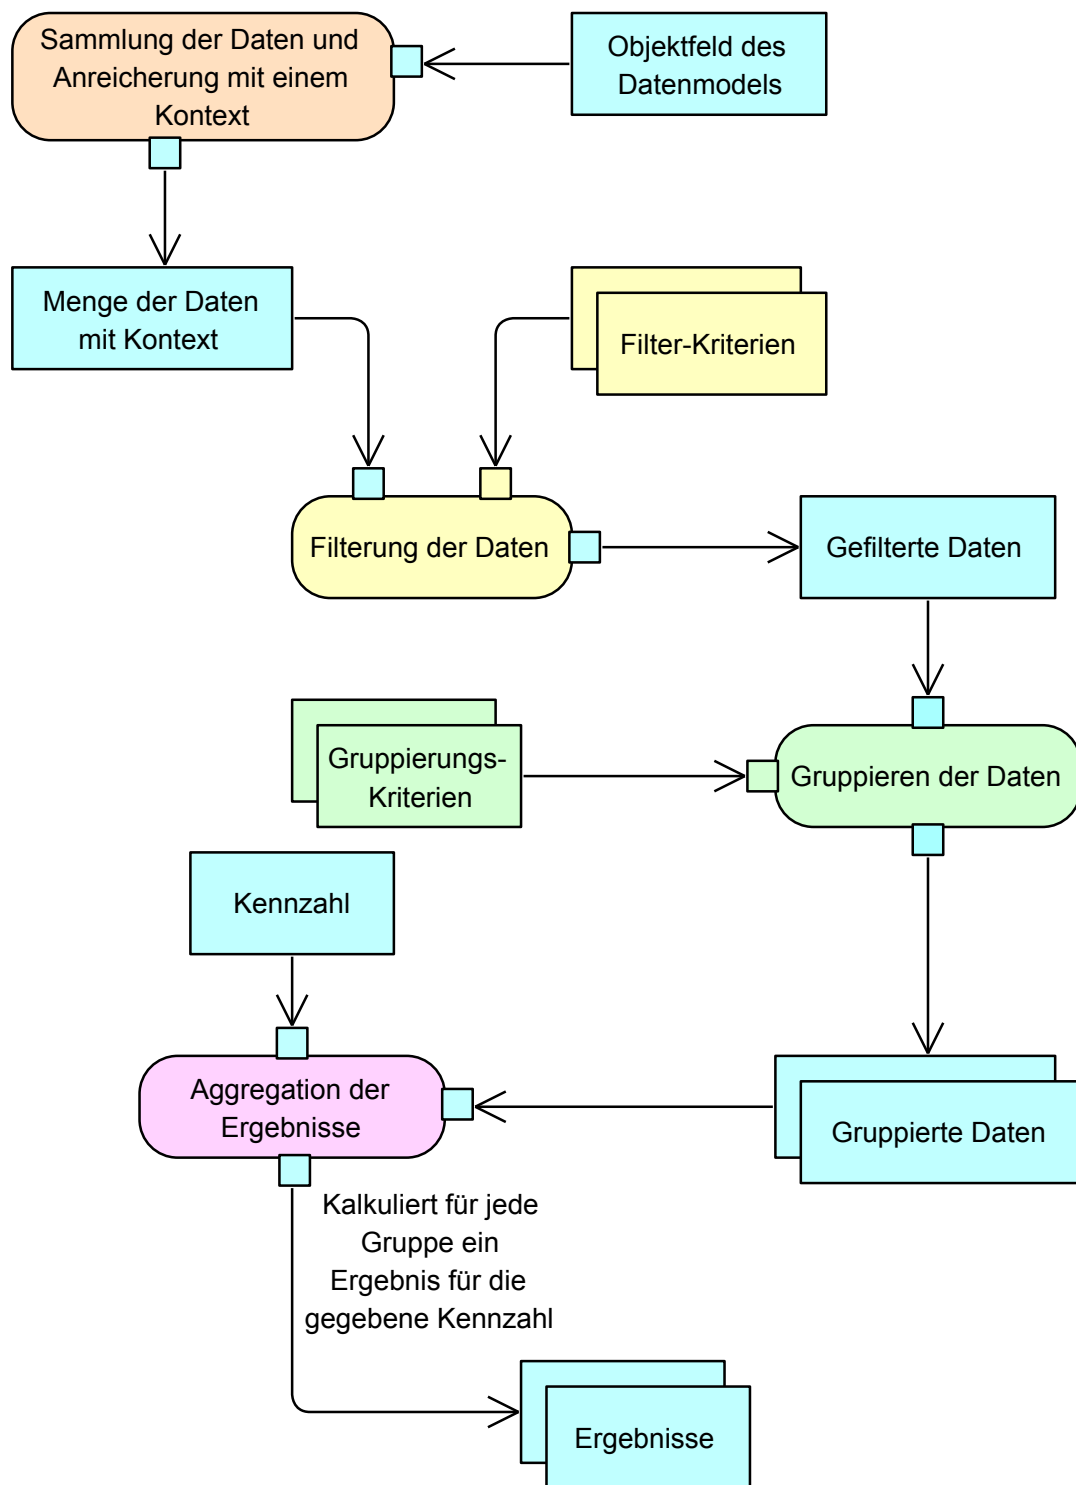 Sammlung der Daten und
Anreicherung mit einem
Kontext
Objektfeld des
Datenmodels
Menge der Daten
mit Kontext
Filter-Kriterien
Filterung der Daten
Gefilterte Daten
Gruppierungs-
Kriterien
Gruppieren der Daten
Kennzahl
Aggregation der
Ergebnisse
Gruppierte Daten
Kalkuliert für jede
Gruppe ein
Ergebnis für die
gegebene Kennzahl
Ergebnisse